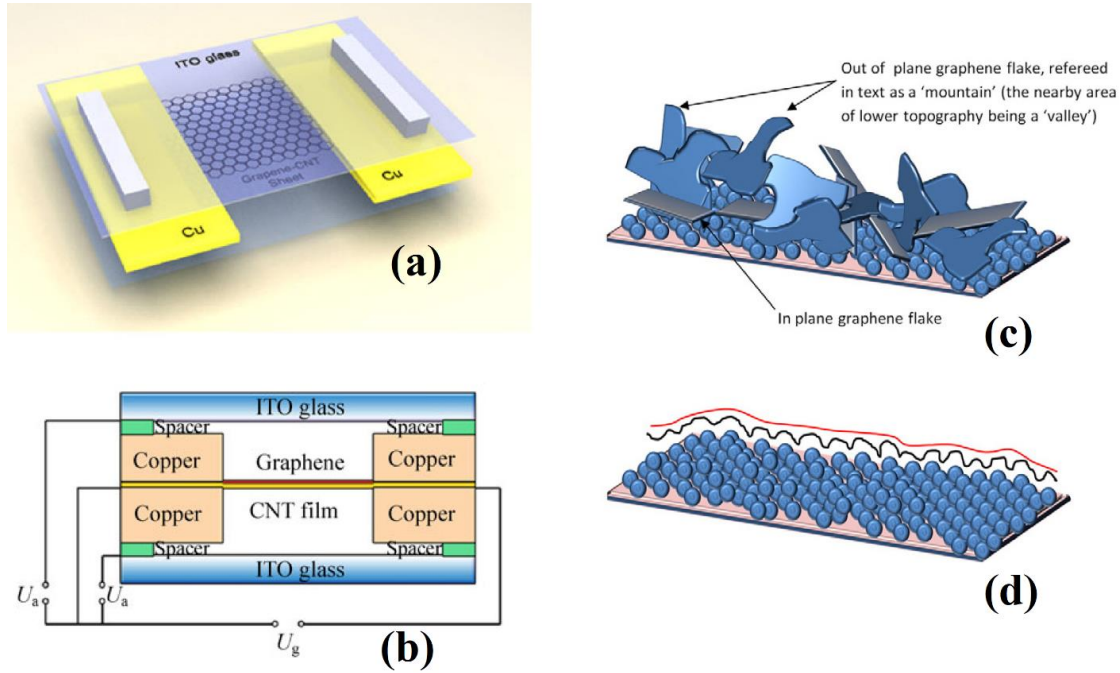 ITO glass
Grapene-CNT
Sheet
Cu
Cu
(a)
Out of plane graphene flake, refereed
in text as a ‘mountain’ (the nearby area
of lower topography being a ‘valley’)
In plane graphene flake
(c)
ITO glass
Spacer Spacer
Copper Graphene Copper
Copper CNT film Copper
Spacer Spacer
ITO glass
Ua Ua
Ug
(b)
(d)